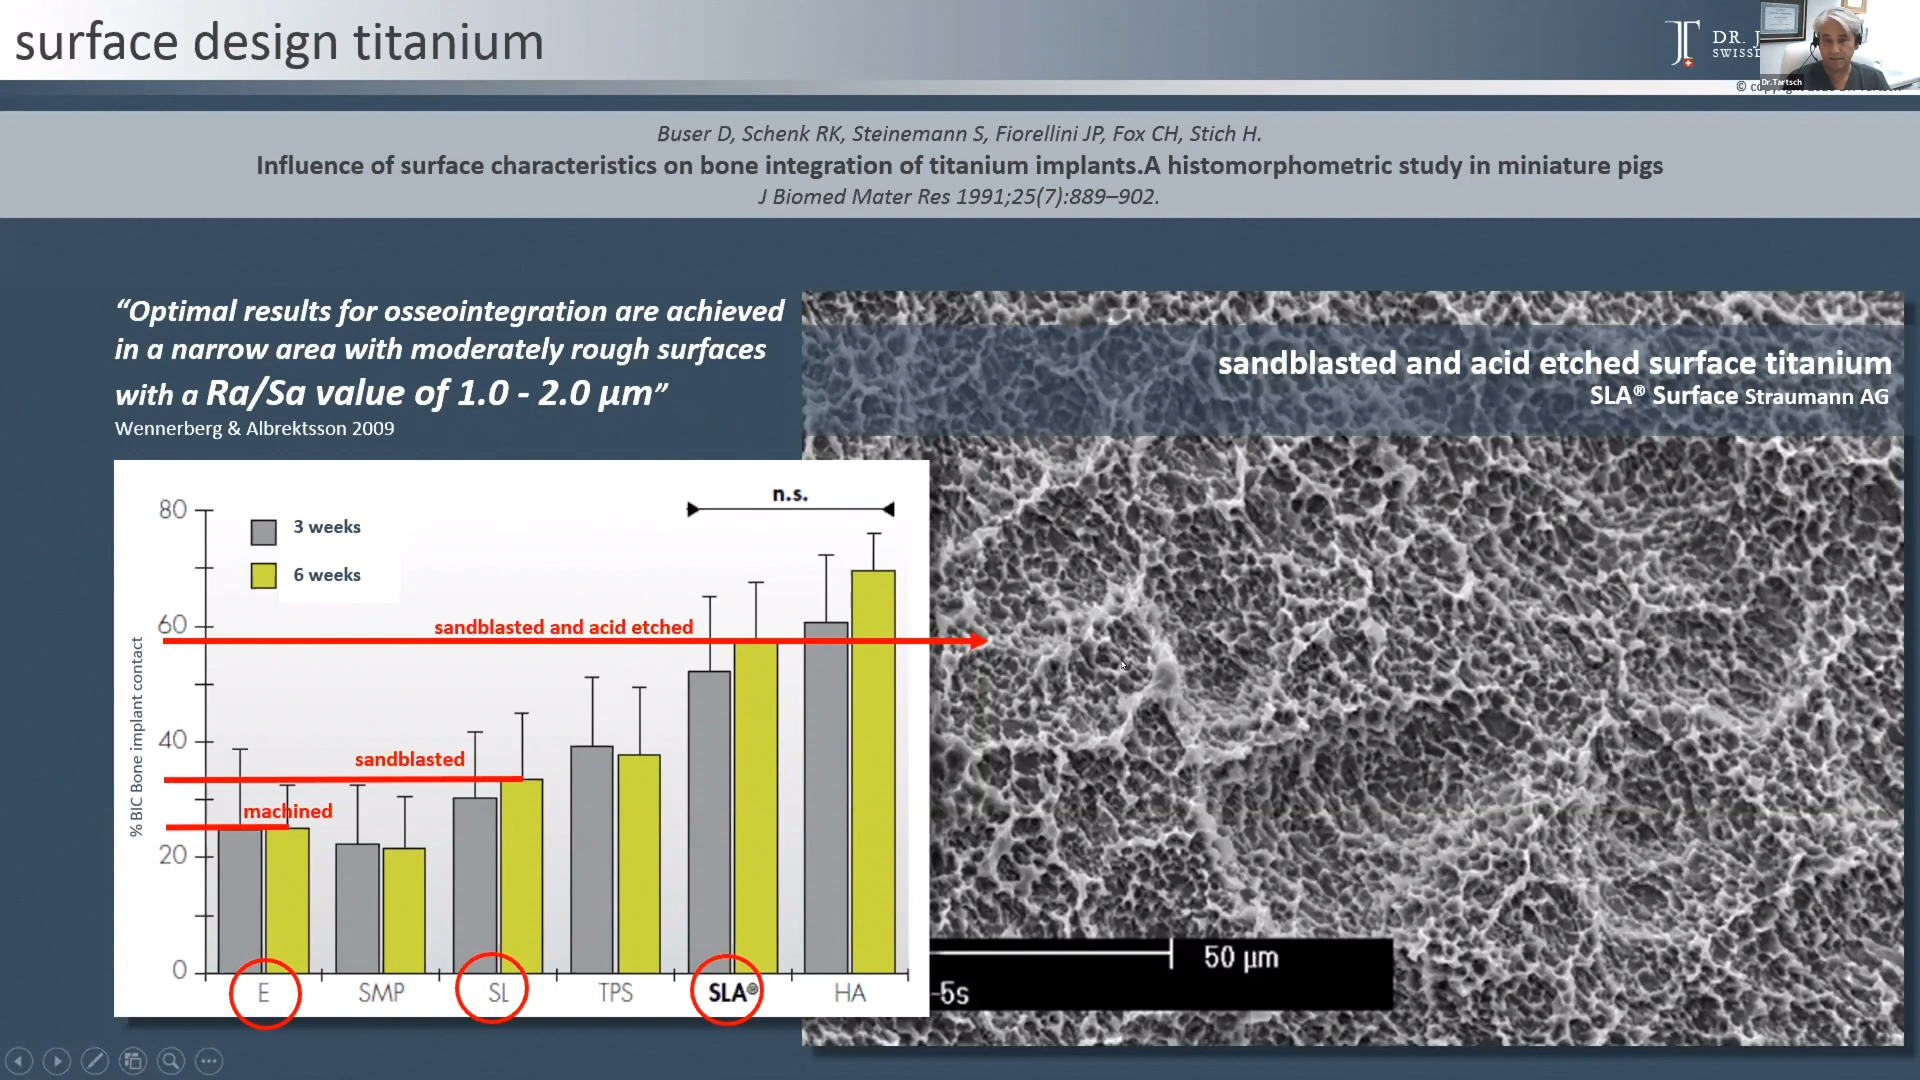 surface design titanium
DR. J
SWISS
Dr.Tartsch
Buser D, Schenk RK, Steinemann S, Fiorellini JP, Fox CH, Stich H.
Influence of surface characteristics on bone integration of titanium implants.A histomorphometric study in miniature pigs
J Biomed Mater Res 1991;25(7):889–902.
“Optimal results for osseointegration are achieved
in a narrow area with moderately rough surfaces
with a Ra/Sa value of 1.0 - 2.0 µm”
Wennerberg & Albrektsson 2009
sandblasted and acid etched surface titanium
SLA® Surface Straumann AG
n.s.
80
3 weeks
6 weeks
60
sandblasted and acid etched
% BIC Bone implant contact
40
sandblasted
machined
20
0
E SMP SL TPS SLA® HA
50 µm
-5s